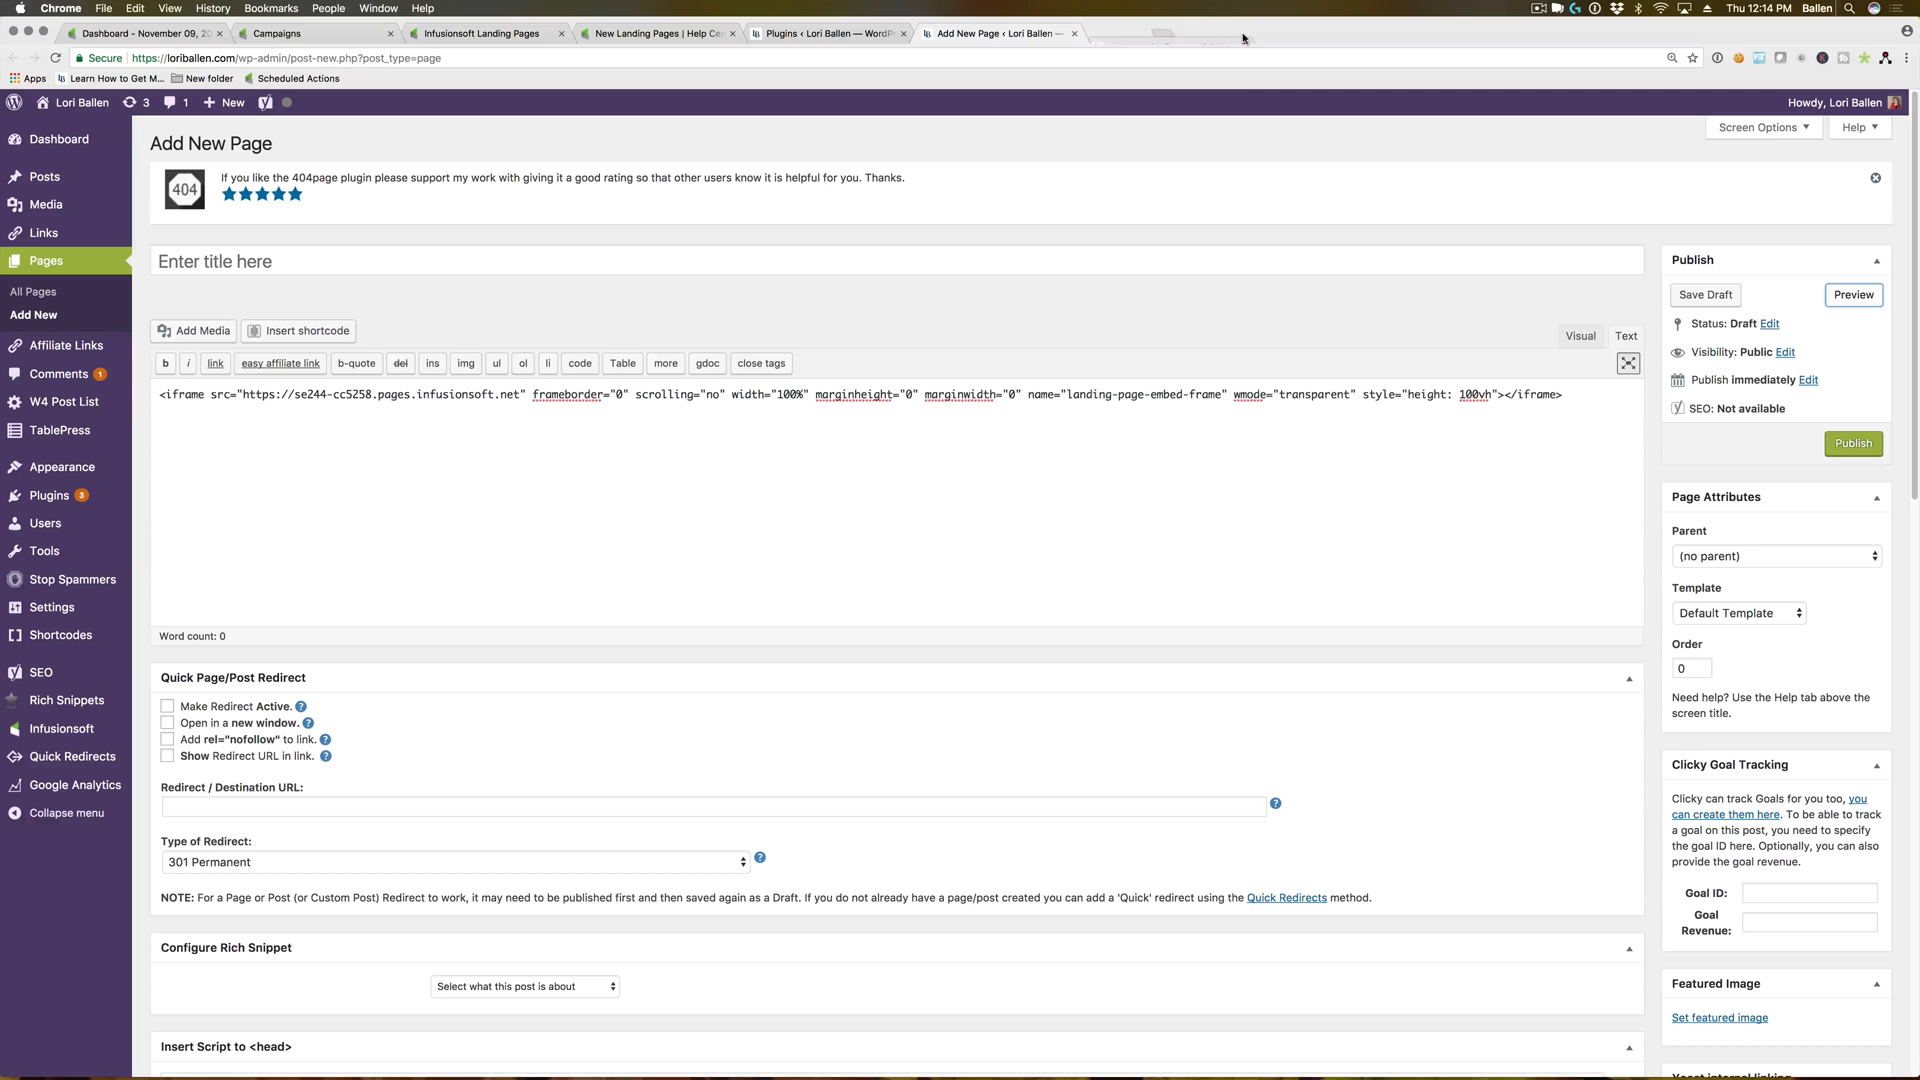 Chrome File Edit View History Bookmarks People Window Help
Thu 12:14 PM Ballen
Dashboard - November 09, 20
Campaigns
Infusionsoft Landing Pages
New Landing Pages | Help Cen
Plugins ‹ Lori Ballen — WordPr
Add New Page ‹ Lori Ballen —
Secure https://loriballen.com/wp-admin/post-new.php?post_type=page
Apps Learn How to Get M... New folder Scheduled Actions
Lori Ballen 3 1 New
Howdy, Lori Ballen
Screen Options Help
Dashboard
Posts
Media
Links
Pages
All Pages
Add New
Affiliate Links
Comments 1
W4 Post List
TablePress
Appearance
Plugins 3
Users
Tools
Stop Spammers
Settings
Shortcodes
SEO
Rich Snippets
Infusionsoft
Quick Redirects
Google Analytics
Collapse menu
Add New Page
404
If you like the 404page plugin please support my work with giving it a good rating so that other users know it is helpful for you. Thanks.
Enter title here
Add Media Insert shortcode
Visual Text
b i link easy affiliate link b-quote del ins img ul ol li code Table more gdoc close tags
<iframe src="https://se244-cc5258.pages.infusionsoft.net" frameborder="0" scrolling="no" width="100%" marginheight="0" marginwidth="0" name="landing-page-embed-frame" wmode="transparent" style="height: 100vh"></iframe>
Word count: 0
Quick Page/Post Redirect
Make Redirect Active. ?
Open in a new window. ?
Add rel="nofollow" to link. ?
Show Redirect URL in link. ?
Redirect / Destination URL:
?
Type of Redirect:
301 Permanent ?
NOTE: For a Page or Post (or Custom Post) Redirect to work, it may need to be published first and then saved again as a Draft. If you do not already have a page/post created you can add a 'Quick' redirect using the Quick Redirects method.
Configure Rich Snippet
Select what this post is about
Insert Script to <head>
Publish
Save Draft Preview
Status: Draft Edit
Visibility: Public Edit
Publish immediately Edit
SEO: Not available
Publish
Page Attributes
Parent
(no parent)
Template
Default Template
Order
0
Need help? Use the Help tab above the
screen title.
Clicky Goal Tracking
Clicky can track Goals for you too, you
can create them here. To be able to track
a goal on this post, you need to specify
the goal ID here. Optionally, you can also
provide the goal revenue.
Goal ID:
Goal
Revenue:
Featured Image
Set featured image
Yoast internal linking